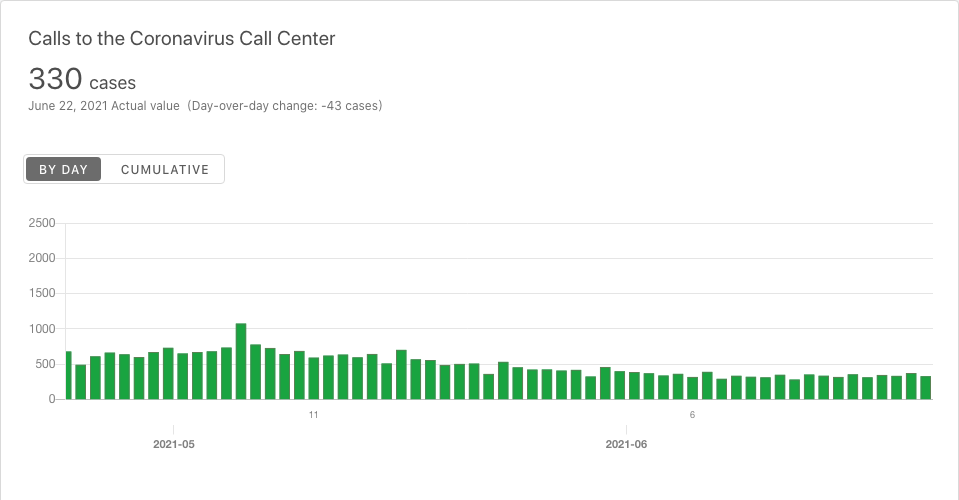 Calls to the Coronavirus Call Center
330 cases
June 22, 2021 Actual value (Day-over-day change: -43 cases)
BY DAY CUMULATIVE
2500
2000
1500
1000
500
0
11 6
2021-05 2021-06